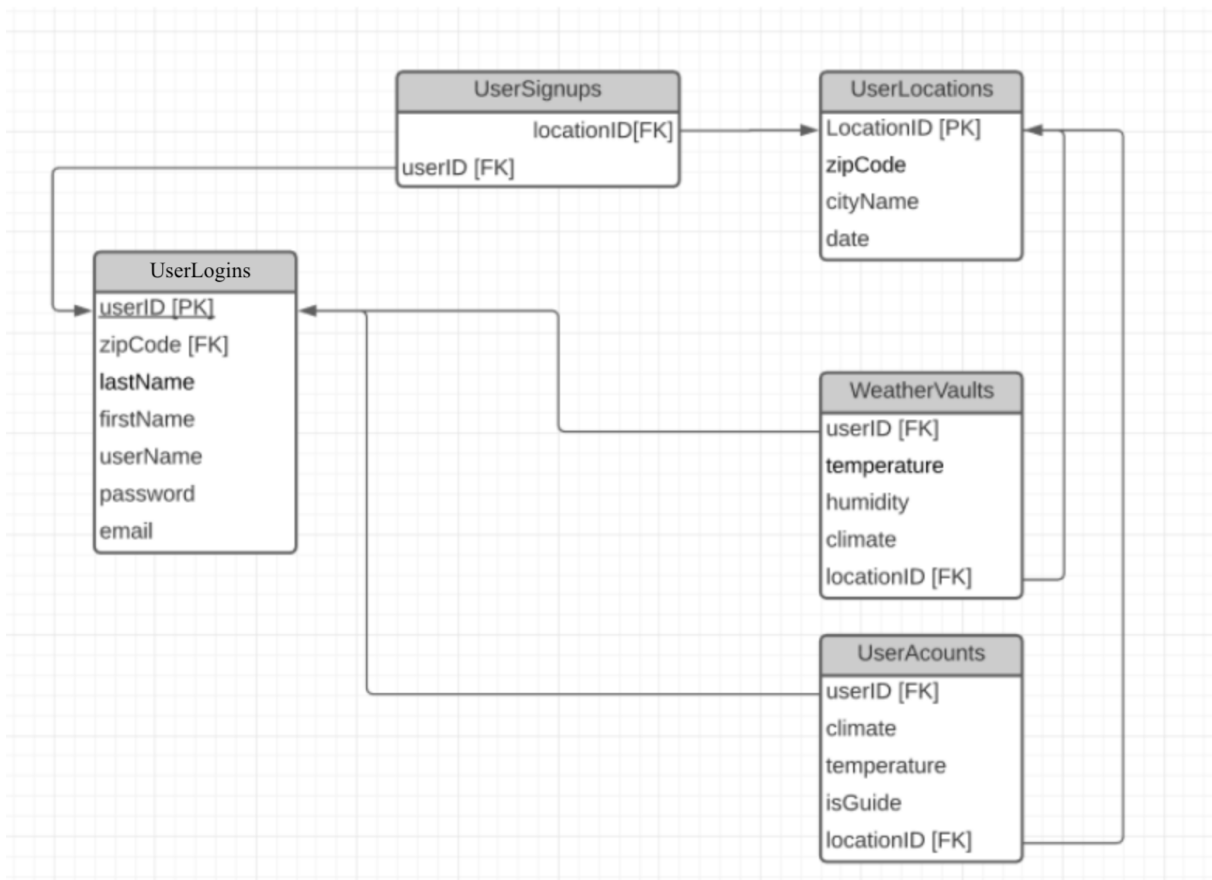 UserSignups
locationID[FK]
userID [FK]
UserLocations
LocationID [PK]
zipCode
cityName
date
UserLogins
userID [PK]
zipCode [FK]
lastName
firstName
userName
password
email
WeatherVaults
userID [FK]
temperature
humidity
climate
locationID [FK]
UserAcounts
userID [FK]
climate
temperature
isGuide
locationID [FK]